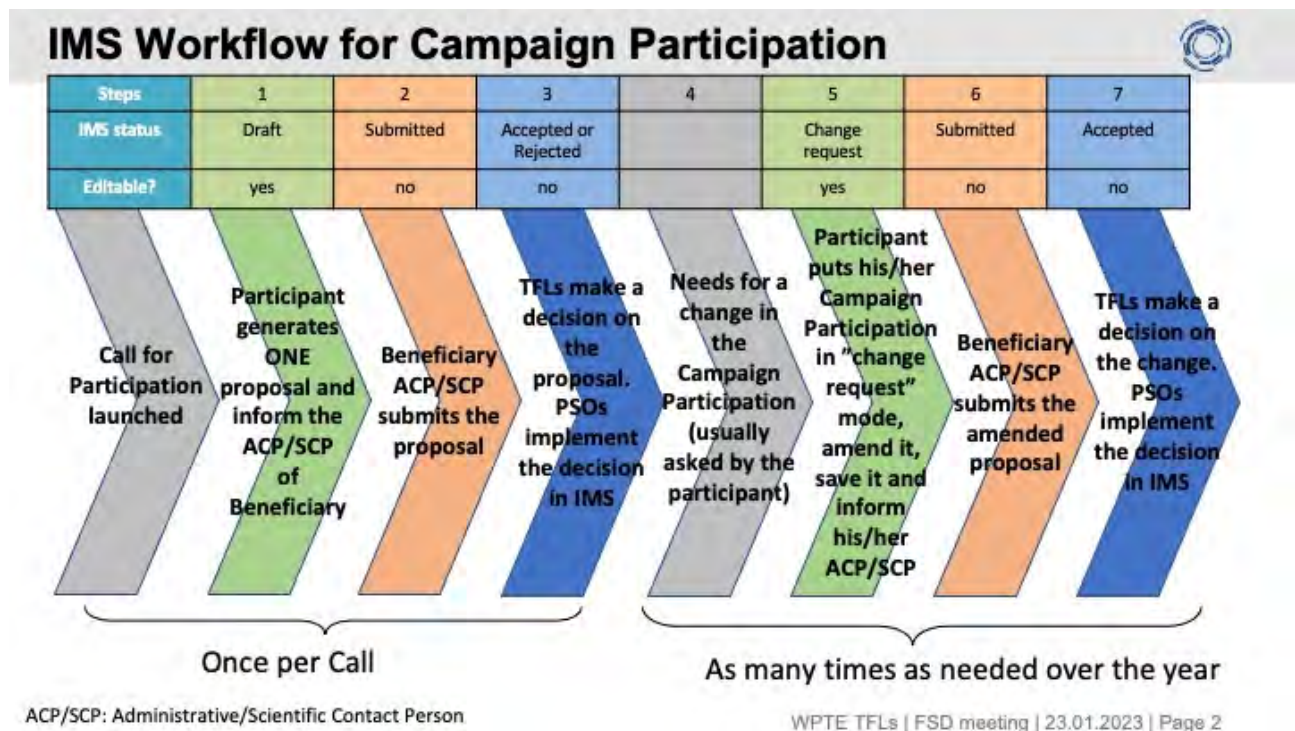 IMS Workflow for Campaign Participation
Steps 1 2 3 4 5 6 7
IMS status Draft Submitted Accepted or Rejected Change request Submitted Accepted
Editable? yes no no yes no no
Call for
Participation
launched
Participant
generates
ONE
proposal and
inform the
ACP/SCP
of
Beneficiary
Beneficiary
ACP/SCP
submits the
proposal
TFLs make a
decision on
the
proposal.
PSOs
implement
the decision
in IMS
Needs for a
change in
the
Campaign
Participation
(usually
asked by the
participant)
Participant
puts his/her
Campaign
Participation
in ”change
request”
mode,
amend it,
save it and
inform
his/her
ACP/SCP
Beneficiary
ACP/SCP
submits the
amended
proposal
TFLs make a
decision on
the change.
PSOs
implement
the decision
in IMS
Once per Call
As many times as needed over the year
ACP/SCP: Administrative/Scientific Contact Person
WPTE TFLs | FSD meeting | 23.01.2023 | Page 2